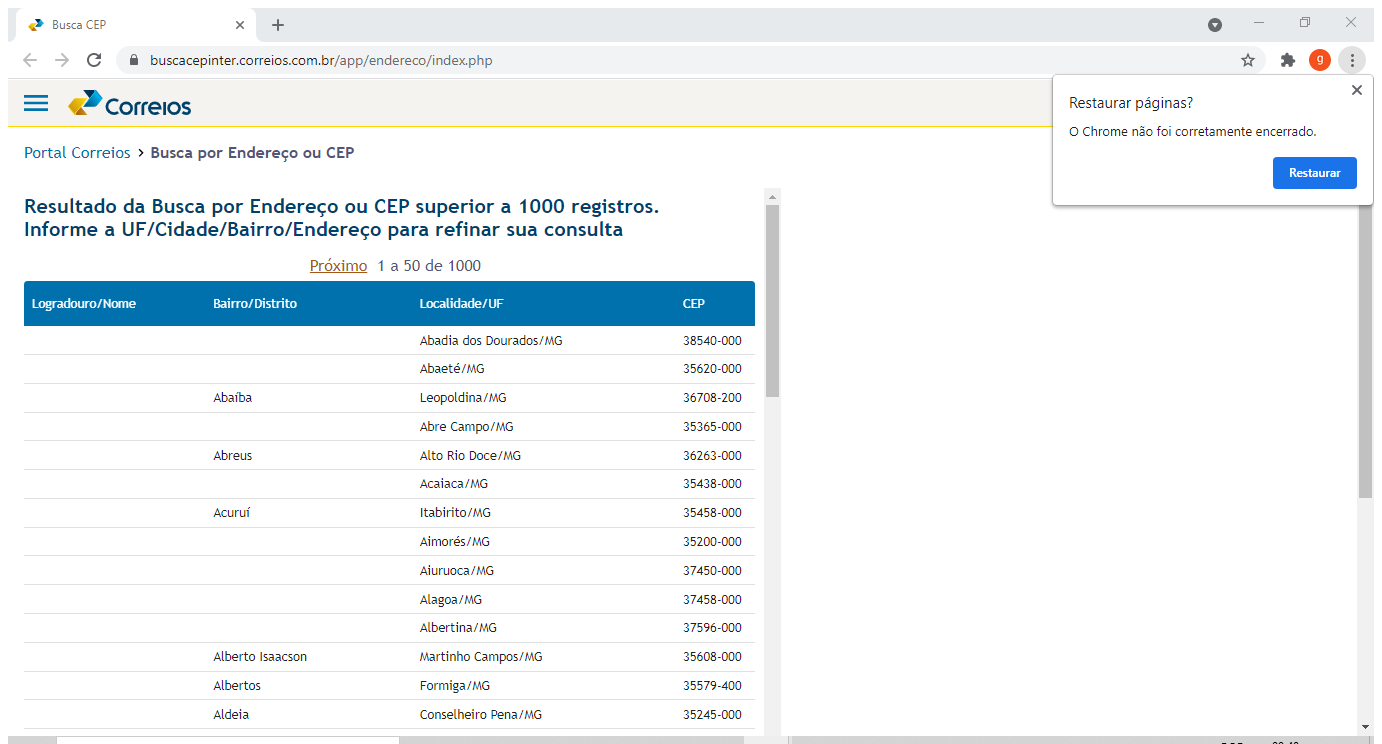 Busca CEP
buscacepinter.correios.com.br/app/endereco/index.php
g
Correios
Restaurar páginas?
O Chrome não foi corretamente encerrado.
Restaurar
Portal Correios > Busca por Endereço ou CEP
Resultado da Busca por Endereço ou CEP superior a 1000 registros.
Informe a UF/Cidade/Bairro/Endereço para refinar sua consulta
Próximo 1 a 50 de 1000
Logradouro/Nome Bairro/Distrito Localidade/UF CEP
Abadia dos Dourados/MG 38540-000
Abaeté/MG 35620-000
Abaíba Leopoldina/MG 36708-200
Abre Campo/MG 35365-000
Abreus Alto Rio Doce/MG 36263-000
Acaiaca/MG 35438-000
Acuruí Itabirito/MG 35458-000
Aimorés/MG 35200-000
Aiuruoca/MG 37450-000
Alagoa/MG 37458-000
Albertina/MG 37596-000
Alberto Isaacson Martinho Campos/MG 35608-000
Albertos Formiga/MG 35579-400
Aldeia Conselheiro Pena/MG 35245-000